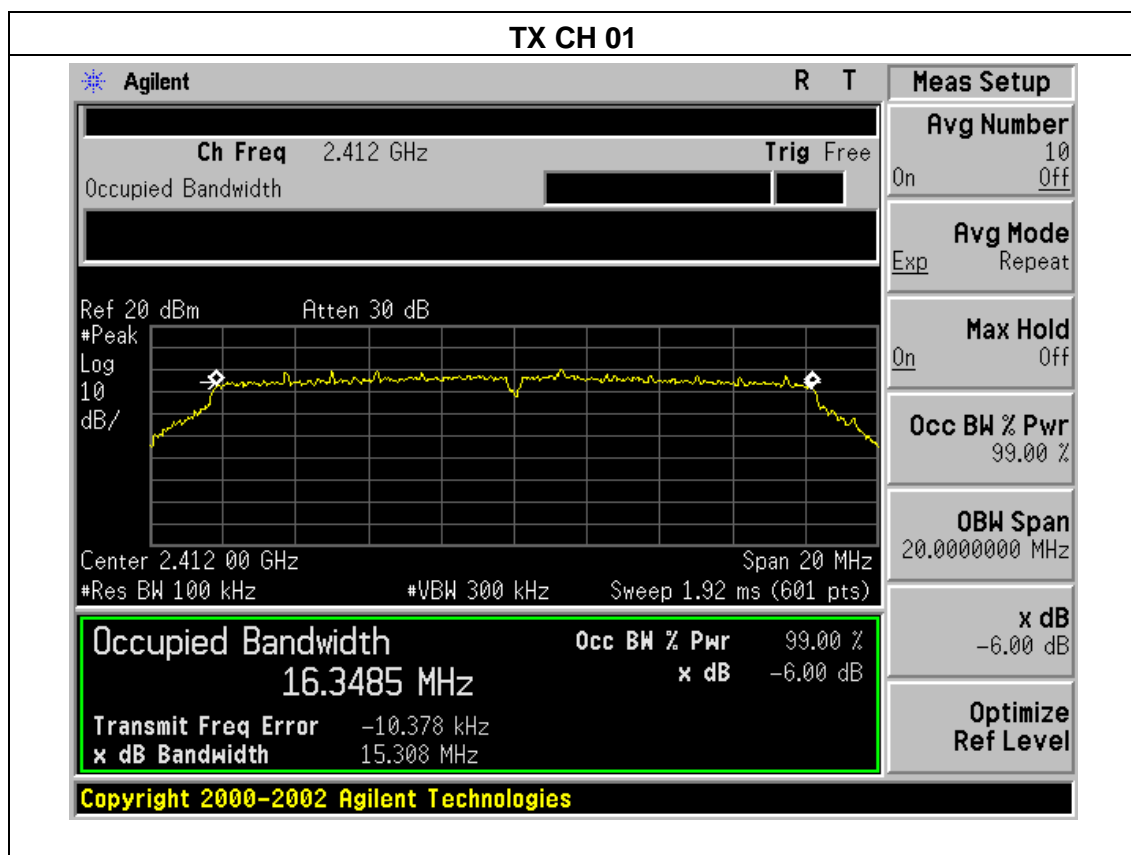 TX CH 01
Agilent R T Meas Setup
Ch Freq 2.412 GHz Trig Free
Occupied Bandwidth
Avg Number
10
On Off
Avg Mode
Exp Repeat
Ref 20 dBm Atten 30 dB
#Peak
Log
10
dB/
Max Hold
On Off
Occ BW % Pwr
99.00 %
Center 2.412 00 GHz Span 20 MHz
#Res BW 100 kHz #VBW 300 kHz Sweep 1.92 ms (601 pts)
OBW Span
20.0000000 MHz
Occupied Bandwidth Occ BW % Pwr 99.00 %
16.3485 MHz x dB -6.00 dB
Transmit Freq Error -10.378 kHz
x dB Bandwidth 15.308 MHz
x dB
-6.00 dB
Optimize
Ref Level
Copyright 2000-2002 Agilent Technologies